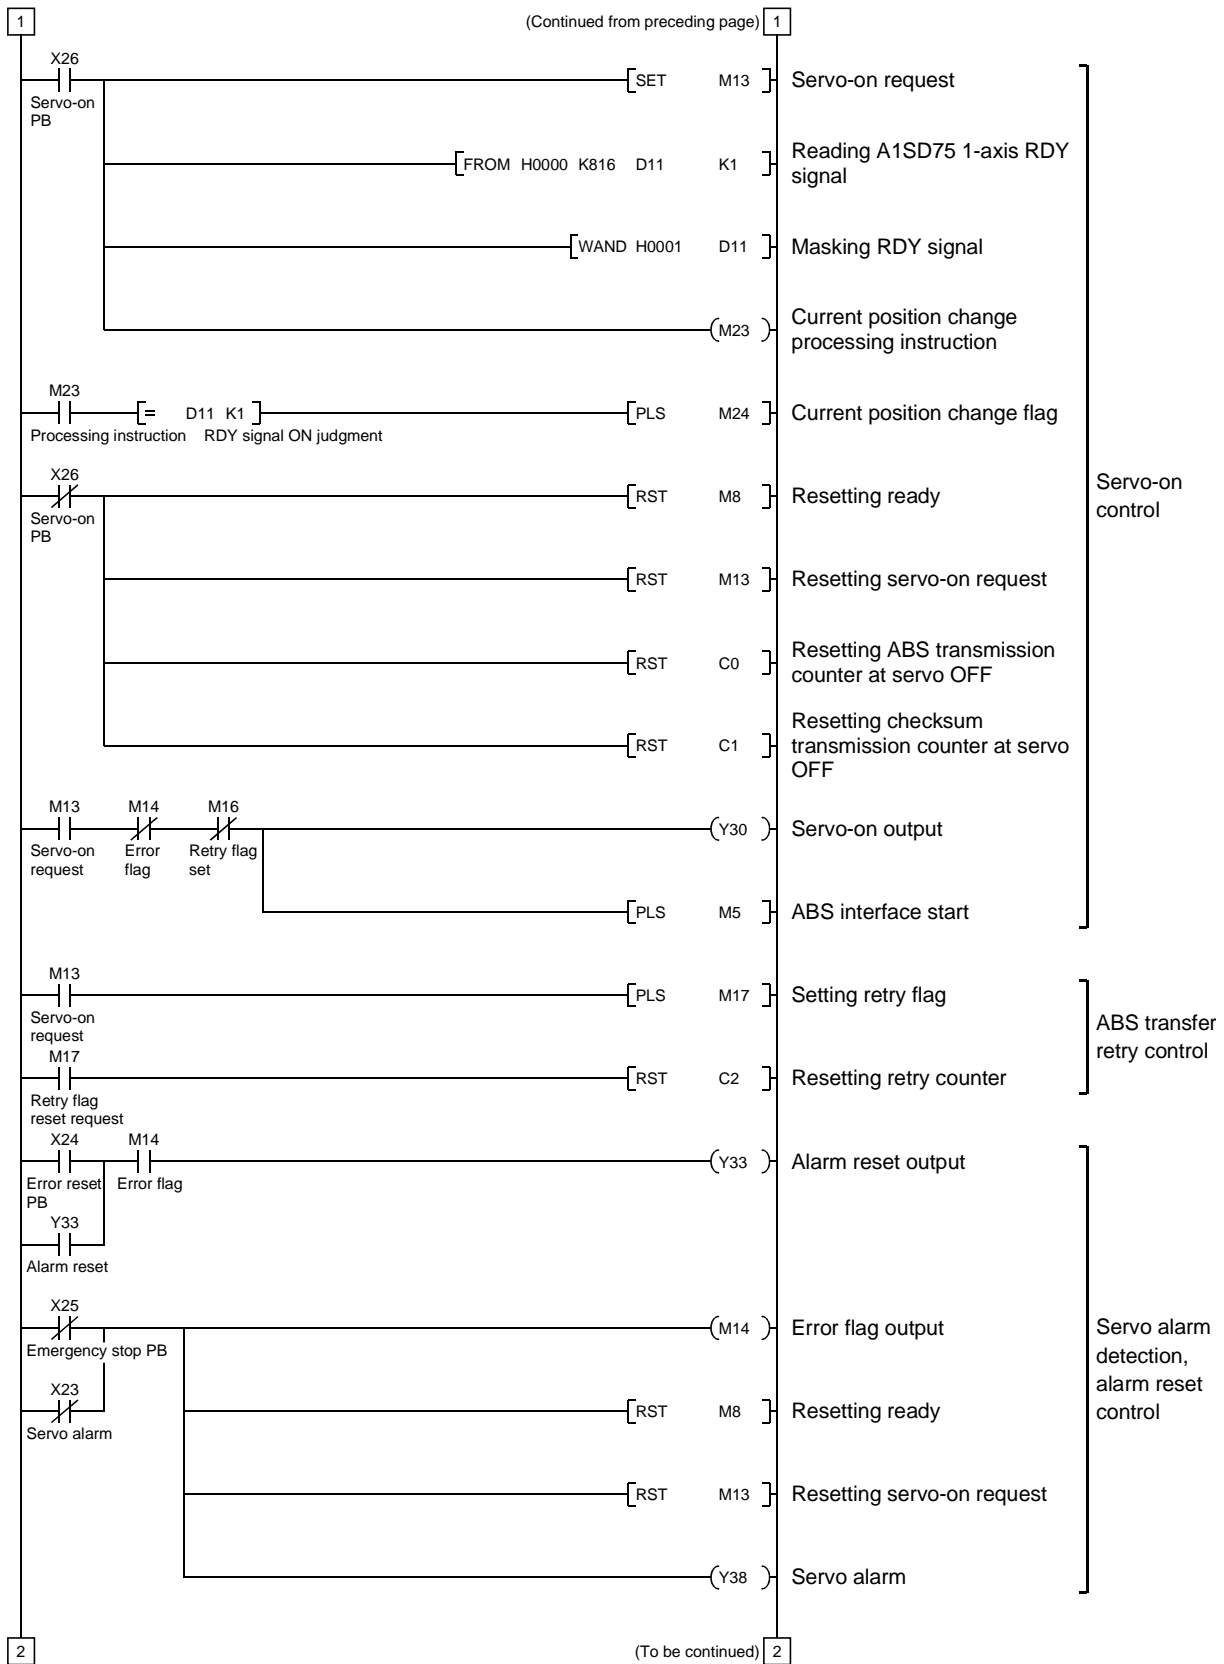 1 (Continued from preceding page) 1
X26
Servo-on
PB
SET M13 Servo-on request
FROM H0000 K816 D11 K1 Reading A1SD75 1-axis RDY
signal
WAND H0001 D11 Masking RDY signal
M23 Current position change
processing instruction
M23
= D11 K1 PLS M24 Current position change flag
Processing instruction RDY signal ON judgment
X26
Servo-on
PB
RST M8 Resetting ready
RST M13 Resetting servo-on request
RST C0 Resetting ABS transmission
counter at servo OFF
RST C1 Resetting checksum
transmission counter at servo
OFF
Servo-on
control
M13 M14 M16
Servo-on
request
Error
flag
Retry flag
set
Y30 Servo-on output
PLS M5 ABS interface start
M13
Servo-on
request
PLS M17 Setting retry flag
M17
Retry flag
reset request
RST C2 Resetting retry counter
ABS transfer
retry control
X24 M14
Error reset
PB
Error flag
Y33 Alarm reset output
Y33
Alarm reset
X25
Emergency stop PB
M14 Error flag output
X23
Servo alarm
RST M8 Resetting ready
RST M13 Resetting servo-on request
Y38 Servo alarm
Servo alarm
detection,
alarm reset
control
2 (To be continued) 2